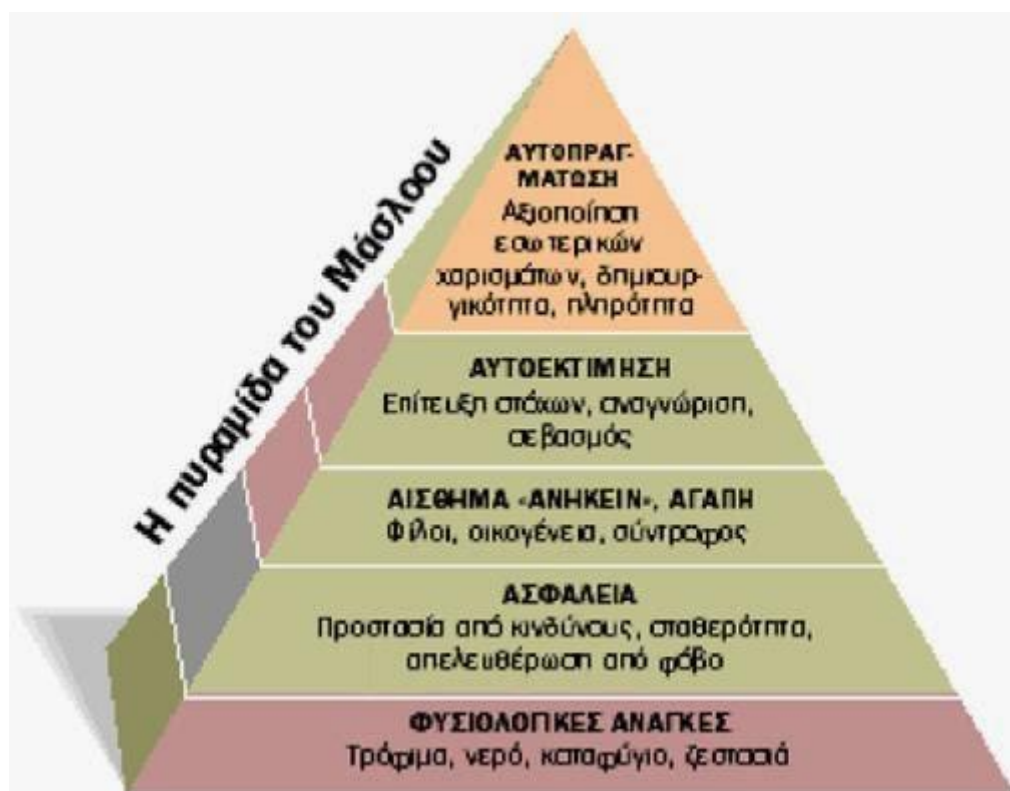 Η πυραμίδα του Μάσλοου
ΑΥΤΟΠΡΑΓ-
ΜΑΤΩΣΗ
Αξιοποίηση
εσωτερικών
χαρισμάτων, δημιουρ-
γικότητα, πληρότητα
ΑΥΤΟΕΚΤΙΜΗΣΗ
Επίτευξη στόχων, αναγνώριση,
σεβασμός
ΑΙΣΘΗΜΑ «ΑΝΗΚΕΙΝ», ΑΓΑΠΗ
Φίλοι, οικογένεια, σύντροφος
ΑΣΦΑΛΕΙΑ
Προστασία από κινδύνους, σταθερότητα,
απελευθέρωση από φόβο
ΦΥΣΙΟΛΟΓΙΚΕΣ ΑΝΑΓΚΕΣ
Τρόφιμα, νερό, καταφύγιο, ζεστασιά